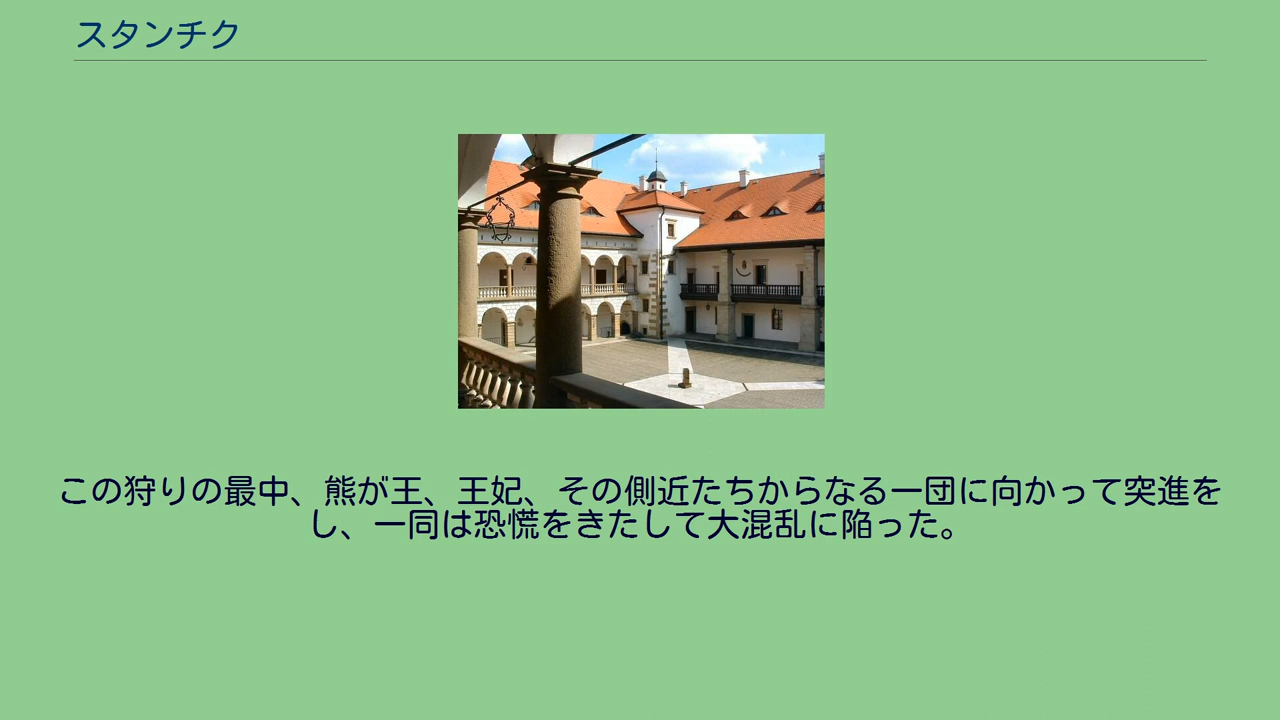 スタンチク
この狩りの最中、熊が王、王妃、その側近たちからなる一団に向かって突進を
し、一同は恐慌をきたして大混乱に陥った。